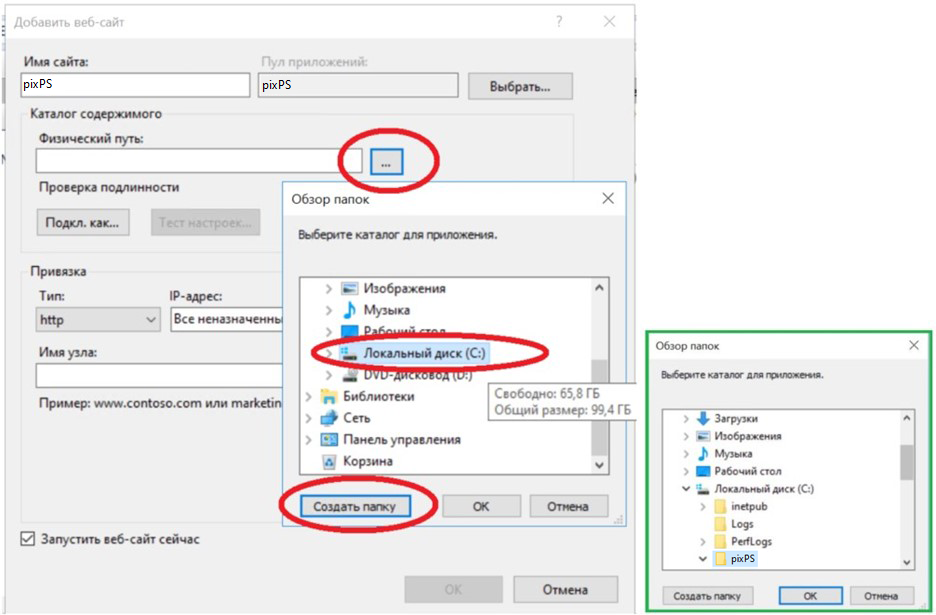 Добавить веб-сайт
?
Имя сайта:
Пул приложений:
pixPS
pixPS
Выбрать...
Каталог содержимого
Физический путь:
...
Проверка подлинности
Подкл. как...
Тест настроек...
Привязка
Тип:
IP-адрес:
http
Все неназначенны
Имя узла:
Пример: www.contoso.com или marketin
Запустить веб-сайт сейчас
ОК
Отмена
Обзор папок
Выберите каталог для приложения.
Изображения
Музыка
Рабочий стол
Локальный диск (C:)
DVD-дисковод (D:)
Библиотеки
Сеть
Панель управления
Корзина
Свободно: 65,8 ГБ
Общий размер: 99,4 ГБ
Создать папку
ОК
Отмена
Обзор папок
Выберите каталог для приложения.
Загрузки
Изображения
Музыка
Рабочий стол
Локальный диск (C:)
inetpub
Logs
PerfLogs
pixPS
Создать папку
ОК
Отмена